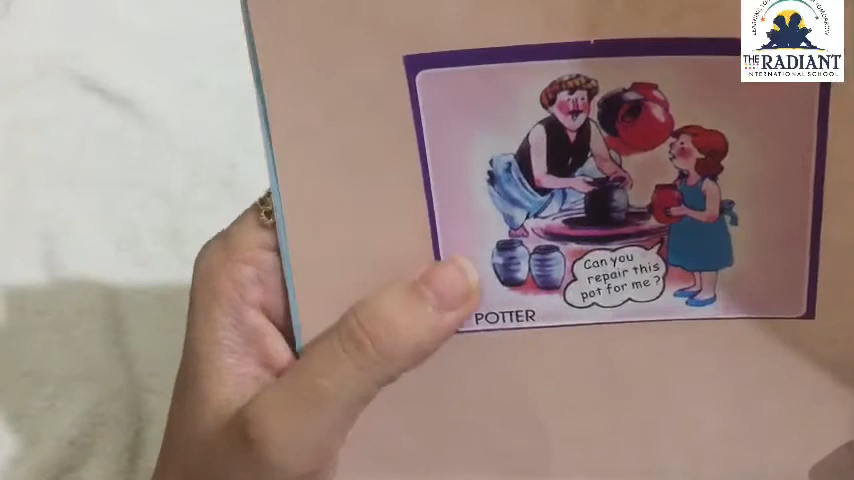 THE RADIANT
INTERNATIONAL SCHOOL
Can you
repair this
pot for me?
POTTER